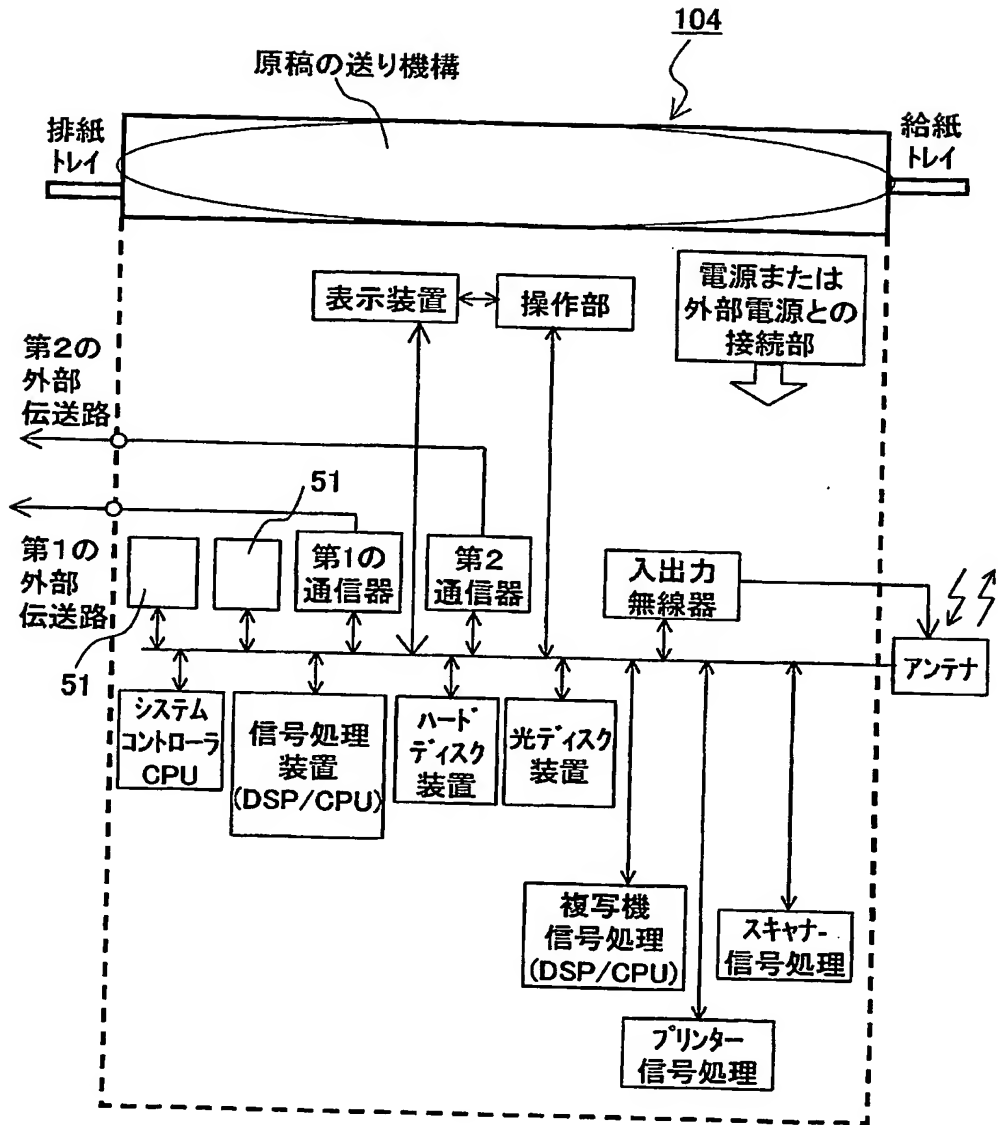 104
原稿の送り機構
排紙
トレイ
給紙
トレイ
表示装置
操作部
電源または
外部電源との
接続部
第2の
外部
伝送路
51
第1の
外部
伝送路
第1の
通信器
第2
通信器
入出力
無線器
アンテナ
51
システム
コントローラ
CPU
信号処理
装置
(DSP/CPU)
ハード
ディスク
装置
光ディスク
装置
複写機
信号処理
(DSP/CPU)
スキャナー
信号処理
プリンター
信号処理